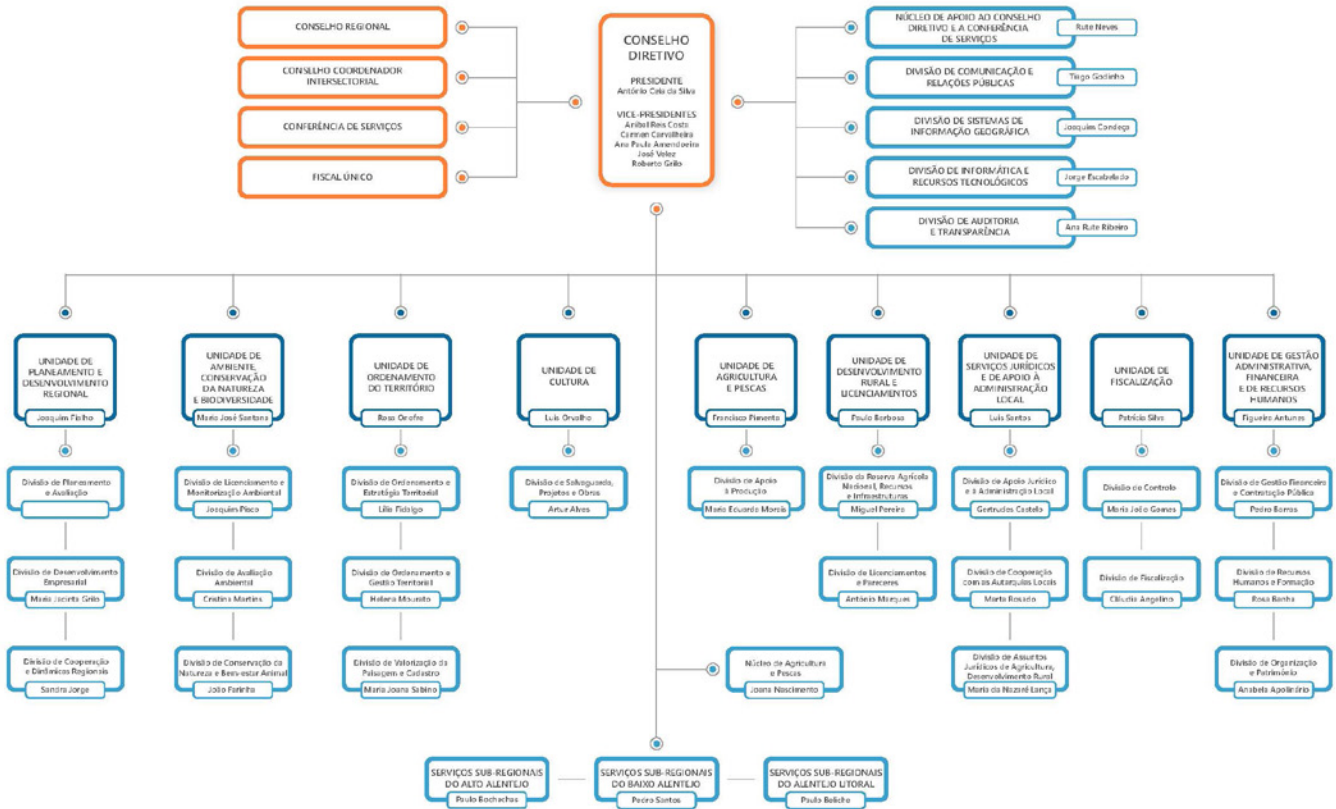 CONSELHO REGIONAL
CONSELHO COORDENADOR
INTERSECTORIAL
CONFERÊNCIA DE SERVIÇOS
FISCAL ÚNICO
CONSELHO
DIRETIVO
PRESIDENTE
António Ceia da Silva
VICE-PRESIDENTES
Aníbal Reis Costa
Carmen Carvalheira
Ana Paula Amendoeira
José Velez
Roberto Grilo
NÚCLEO DE APOIO AO CONSELHO
DIRETIVO E A CONFERÊNCIA
DE SERVIÇOS
Rute Neves
DIVISÃO DE COMUNICAÇÃO E
RELAÇÕES PÚBLICAS
Tiago Godinho
DIVISÃO DE SISTEMAS DE
INFORMAÇÃO GEOGRÁFICA
Joaquim Condeça
DIVISÃO DE INFORMÁTICA E
RECURSOS TECNOLÓGICOS
Jorge
DIVISÃO DE AUDITORIA
E TRANSPARÊNCIA
Ana Rute Ribeiro
UNIDADE DE
PLANEAMENTO E
DESENVOLVIMENTO
REGIONAL
Joaquim Fialho
Divisão de Planeamento
e Avaliação
Divisão de Desenvolvimento
Empresarial
Maria Jacinta Grilo
Divisão de Cooperação
e Dinâmicas Regionais
Sandra Jorge
UNIDADE DE
AMBIENTE,
CONSERVAÇÃO
DA NATUREZA
E BIODIVERSIDADE
Maria José Santana
Divisão de Licenciamento e
Monitorização Ambiental
Joaquim Pisco
Divisão de Avaliação
Ambiental
Cristina Martins
Divisão de Conservação da
Natureza e Bem-estar Animal
João Farinha
UNIDADE DE
ORDENAMENTO
DO TERRITÓRIO
Rosa Onofre
Divisão de Ordenamento e
Estratégia Territorial
Lília Fidalgo
Divisão de Ordenamento e
Gestão Territorial
Helena Mourato
Divisão de Valorização da
Paisagem e Cadastro
Maria Joana Sabino
UNIDADE
DE CULTURA
Luis Orvalho
Divisão de Salvaguarda,
Projetos e Obras
Artur Alves
UNIDADE DE
AGRICULTURA
E PESCAS
Francisco Pimenta
Divisão de Apoio
à Produção
Maria Eduarda Morais
Núcleo de Agricultura
e Pescas
Joana Nascimento
UNIDADE DE
DESENVOLVIMENTO
RURAL E
LICENCIAMENTOS
Paulo Barbosa
Divisão da Reserva Agrícola
Nacional, Recursos
e Infraestruturas
Miguel Pereira
Divisão de Licenciamentos
e Pareceres
António Marques
UNIDADE DE
SERVIÇOS JURÍDICOS
E DE APOIO À
ADMINISTRAÇÃO
LOCAL
Luis Santos
Divisão de Apoio Jurídico
e à Administração Local
Gertrudes Castelo
Divisão de Cooperação
com as Autarquias Locais
Marta Rosado
Divisão de Assuntos
Jurídicos de Agricultura,
Desenvolvimento Rural
Maria da Nazaré Lança
UNIDADE DE
FISCALIZAÇÃO
Patrícia Silva
Divisão de Controlo
Maria João Gomes
Divisão de Fiscalização
Cláudia Angelino
UNIDADE DE GESTÃO
ADMINISTRATIVA,
FINANCEIRA
E DE RECURSOS
HUMANOS
Figueira Antunes
Divisão de Gestão Financeira
e Contratação Pública
Pedro Barras
Divisão de Recursos
Humanos e Formação
Rosa Banha
Divisão de Organização
e Património
Anabela Apolinário
SERVIÇOS SUB-REGIONAIS
DO ALTO ALENTEJO
Paulo
SERVIÇOS SUB-REGIONAIS
DO BAIXO ALENTEJO
Pedro Santos
SERVIÇOS SUB-REGIONAIS
DO ALENTEJO LITORAL
Paulo